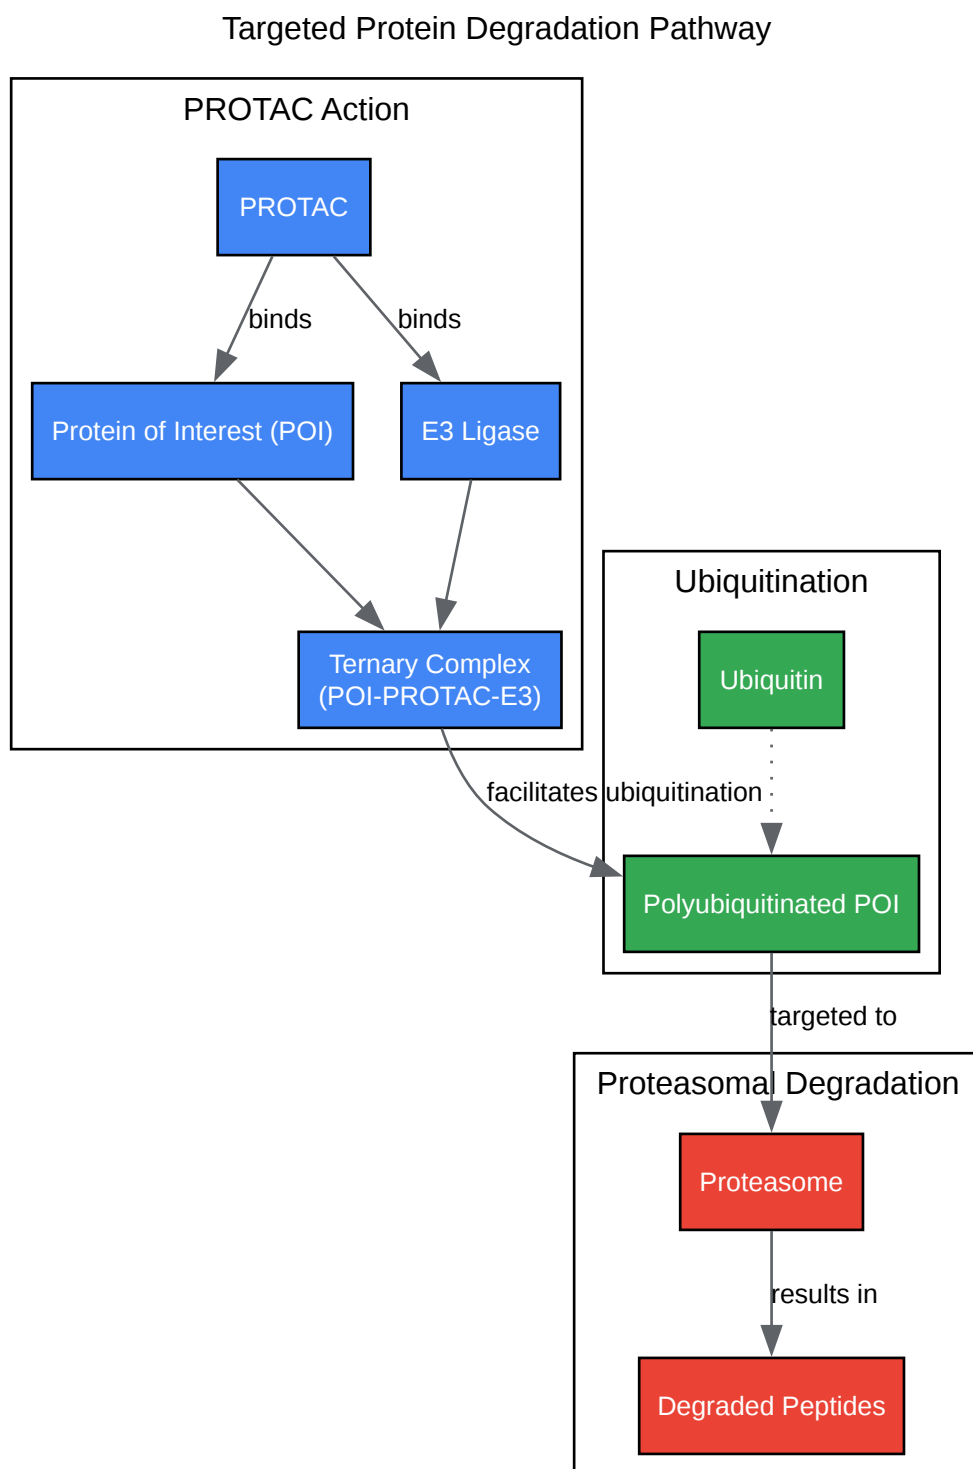 Targeted Protein Degradation Pathway
PROTAC Action
PROTAC
binds
binds
Protein of Interest (POI)
E3 Ligase
Ternary Complex
(POI-PROTAC-E3)
Ubiquitination
Ubiquitin
facilitates ubiquitination
Polyubiquitinated POI
targeted to
Proteasomal Degradation
Proteasome
results in
Degraded Peptides